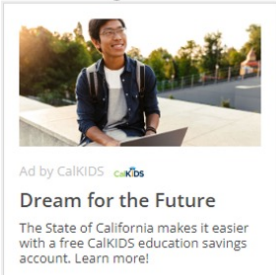 Ad by CalKIDS CalKIDS
Dream for the Future
The State of California makes it easier
with a free CalKIDS education savings
account. Learn more!